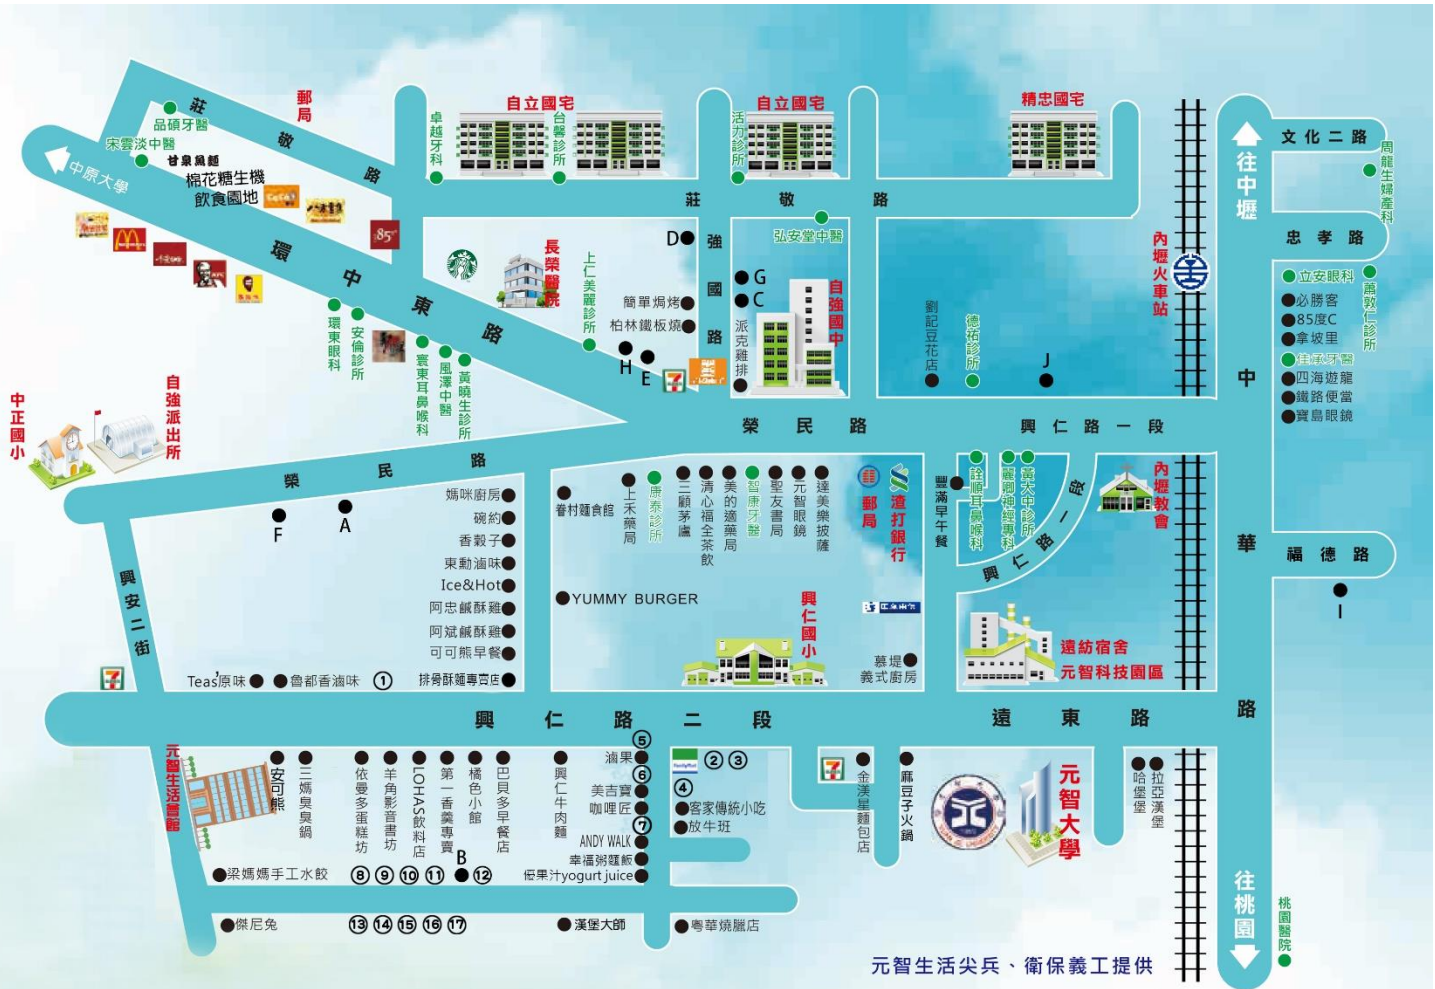 郵局
莊敬路
品碩牙醫
宋雲淡中醫
中原大學
甘泉魚麵
棉花糖生機
飲食園地
85°
卓越牙科
自立國宅
台馨診所
自立國宅
活力診所
精忠國宅
莊敬路
弘安堂中醫
往中壢
文化二路
周龍生婦產科
忠孝路
立安眼科
蕭敦仁診所
必勝客
85度C
拿坡里
佳承牙醫
四海遊龍
鐵路便當
寶島眼鏡
內壢火車站
環中東路
長榮醫院
上仁美麗診所
D
強國路
G
C
簡單焗烤
柏林鐵板燒
派克雞排
自強國中
H
E
劉記豆花店
德祐診所
J
環東眼科
安倫診所
寰東耳鼻喉科
風澤中醫
黃曉生診所
中正國小
自強派出所
榮民路
榮民路
興仁路一段
中華路
F
A
媽咪廚房
碗約
香穀子
東勳滷味
Ice&Hot
阿忠鹹酥雞
阿斌鹹酥雞
可可熊早餐
排骨酥麵專賣店
眷村麵食館
上禾藥局
康泰診所
三顧茅廬
清心福全茶飲
美的適藥局
智康牙醫
聖友書局
元智眼鏡
達美樂披薩
郵局
渣打銀行
豐滿早午餐
詮順耳鼻喉科
麗卿神經專科
黃大中診所
興仁路一段
內壢教會
福德路
I
YUMMY BURGER
興仁國小
慕堤
義式廚房
遠紡宿舍
元智科技園區
興安二街
Teas'原味
魯都香滷味
①
興仁路二段
遠東路
元智生活會館
安可熊
三媽臭臭鍋
依曼多蛋糕坊
羊角影音書坊
LOHAS飲料店
第一香羹專賣
橘色小館
巴貝多早餐店
興仁牛肉麵
⑤
滷果
⑥
美吉寶
咖哩匠
⑦
ANDY WALK
幸福粥麵飯
優果汁yogurt juice
FamilyMart
②
③
④
客家傳統小吃
放牛班
金渼星麵包店
麻豆子火鍋
元智大學
哈堡堡
拉亞漢堡
梁媽媽手工水餃
⑧
⑨
⑩
⑪
B
⑫
傑尼兔
⑬
⑭
⑮
⑯
⑰
漢堡大師
粵華燒臘店
往桃園
桃園醫院
元智生活尖兵、衛保義工提供